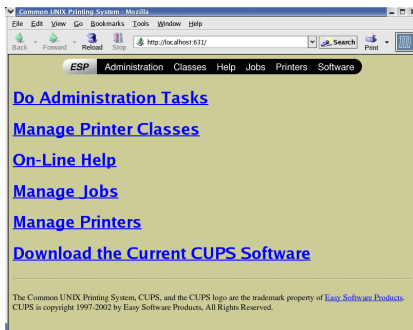 Common UNIX Printing System - Mozilla
File Edit View Go Bookmarks Tools Window Help
Back Forward Reload Stop http://localhost:631/ Search Print
ESP Administration Classes Help Jobs Printers Software
Do Administration Tasks
Manage Printer Classes
On-Line Help
Manage Jobs
Manage Printers
Download the Current CUPS Software
The Common UNIX Printing System, CUPS, and the CUPS logo are the trademark property of Easy Software Products.
CUPS is copyright 1997-2002 by Easy Software Products, All Rights Reserved.